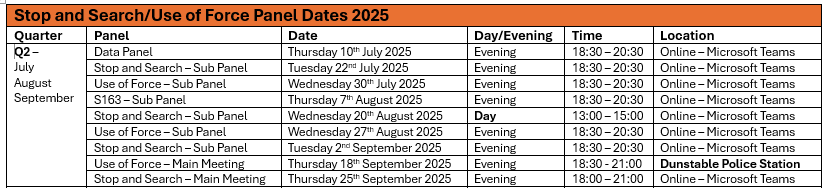 Stop and Search/Use of Force Panel Dates 2025
Quarter Panel Date Day/Evening Time Location
Q2 – Data Panel Thursday 10th July 2025 Evening 18:30 – 20:30 Online – Microsoft Teams
July Stop and Search – Sub Panel Tuesday 22nd July 2025 Evening 18:30 – 20:30 Online – Microsoft Teams
August Use of Force – Sub Panel Wednesday 30th July 2025 Evening 18:30 – 20:30 Online – Microsoft Teams
September S163 – Sub Panel Thursday 7th August 2025 Evening 18:30 – 20:30 Online – Microsoft Teams
Stop and Search – Sub Panel Wednesday 20th August 2025 Day 13:00 – 15:00 Online – Microsoft Teams
Use of Force – Sub Panel Wednesday 27th August 2025 Evening 18:30 – 20:30 Online – Microsoft Teams
Stop and Search – Sub Panel Tuesday 2nd September 2025 Evening 18:30 – 20:30 Online – Microsoft Teams
Use of Force – Main Meeting Thursday 18th September 2025 Evening 18:30 - 21:00 Dunstable Police Station
Stop and Search – Main Meeting Thursday 25th September 2025 Evening 18:00 – 21:00 Online – Microsoft Teams